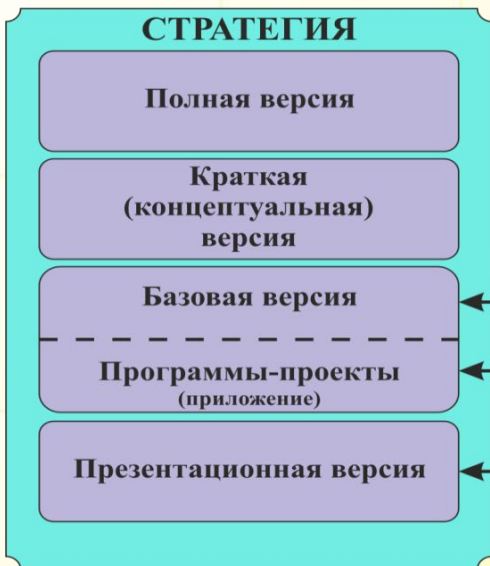 СТРАТЕГИЯ
Полная версия
Краткая
(концептуальная)
версия
Базовая версия
Программы-проекты
(приложение)
Презентационная версия